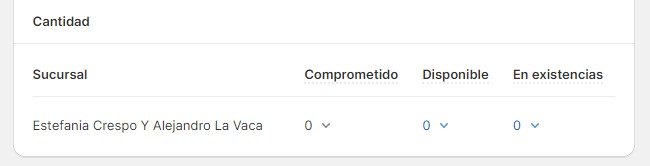 Cantidad
Sucursal Comprometido Disponible En existencias
Estefania Crespo Y Alejandro La Vaca 0 0 0